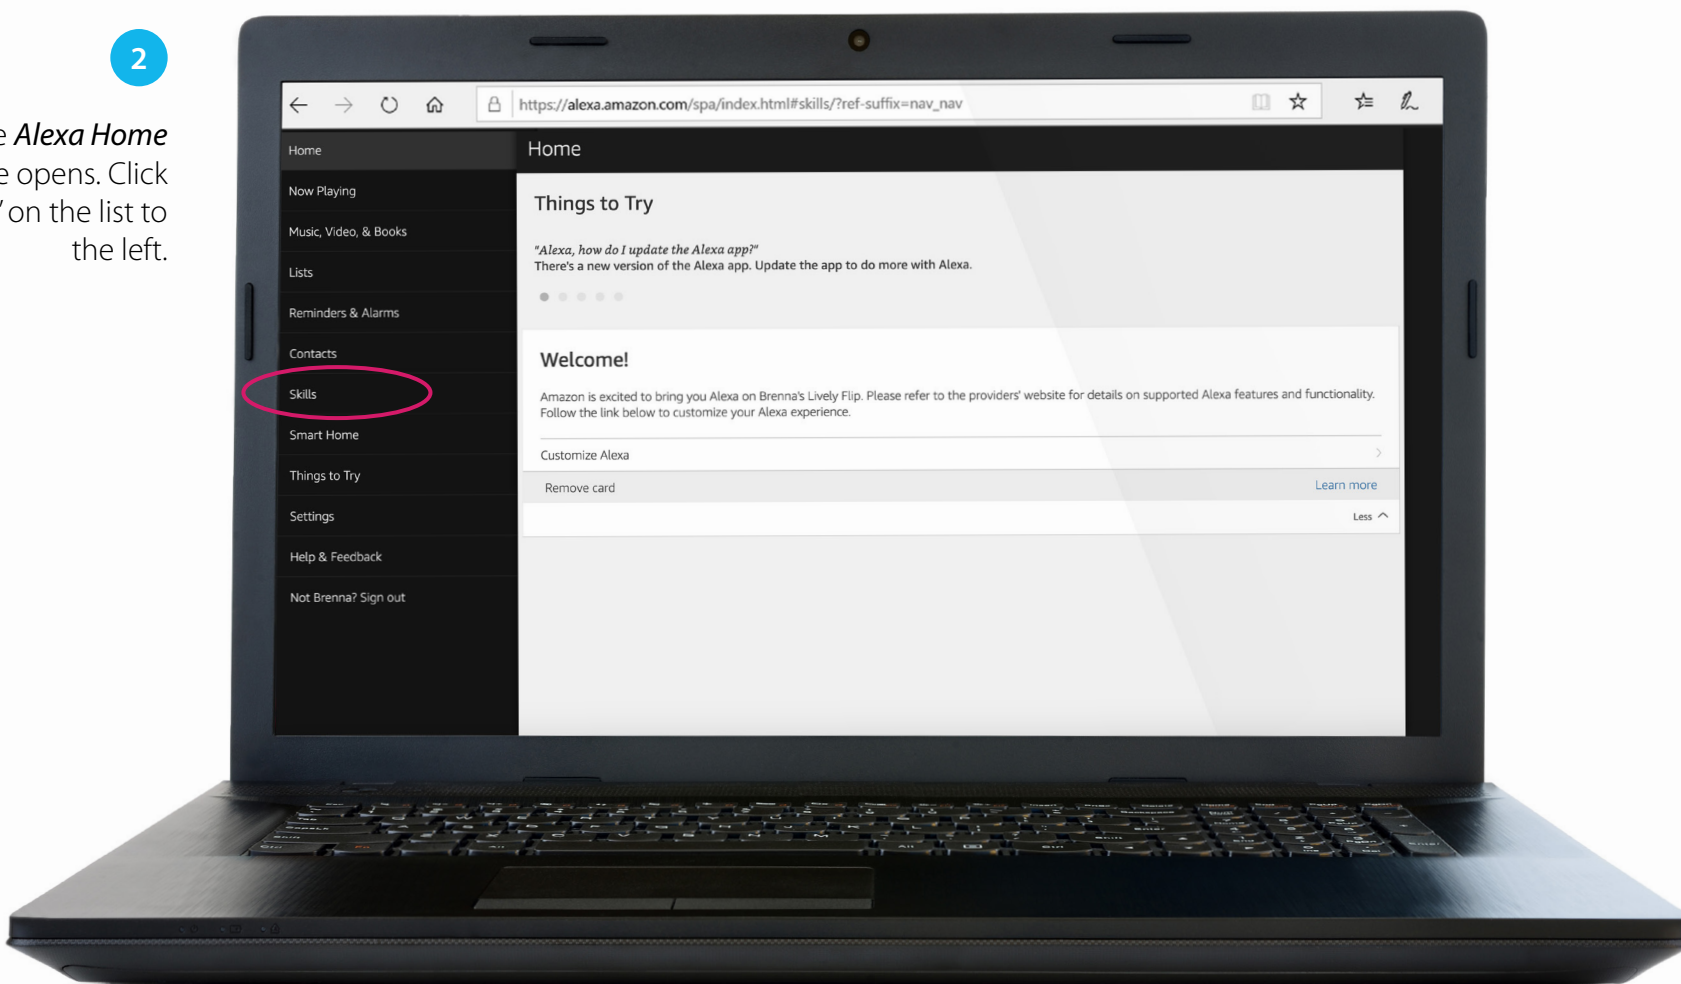 2
e Alexa Home
e opens. Click
' on the list to
the left.
https://alexa.amazon.com/spa/index.html#skills/?ref-suffix=nav_nav
Home
Now Playing
Music, Video, & Books
Lists
Reminders & Alarms
Contacts
Skills
Smart Home
Things to Try
Settings
Help & Feedback
Not Brenna? Sign out
Home
Things to Try
"Alexa, how do I update the Alexa app?"
There's a new version of the Alexa app. Update the app to do more with Alexa.
Welcome!
Amazon is excited to bring you Alexa on Brenna's Lively Flip. Please refer to the providers' website for details on supported Alexa features and functionality.
Follow the link below to customize your Alexa experience.
Customize Alexa
Remove card
Learn more
Less